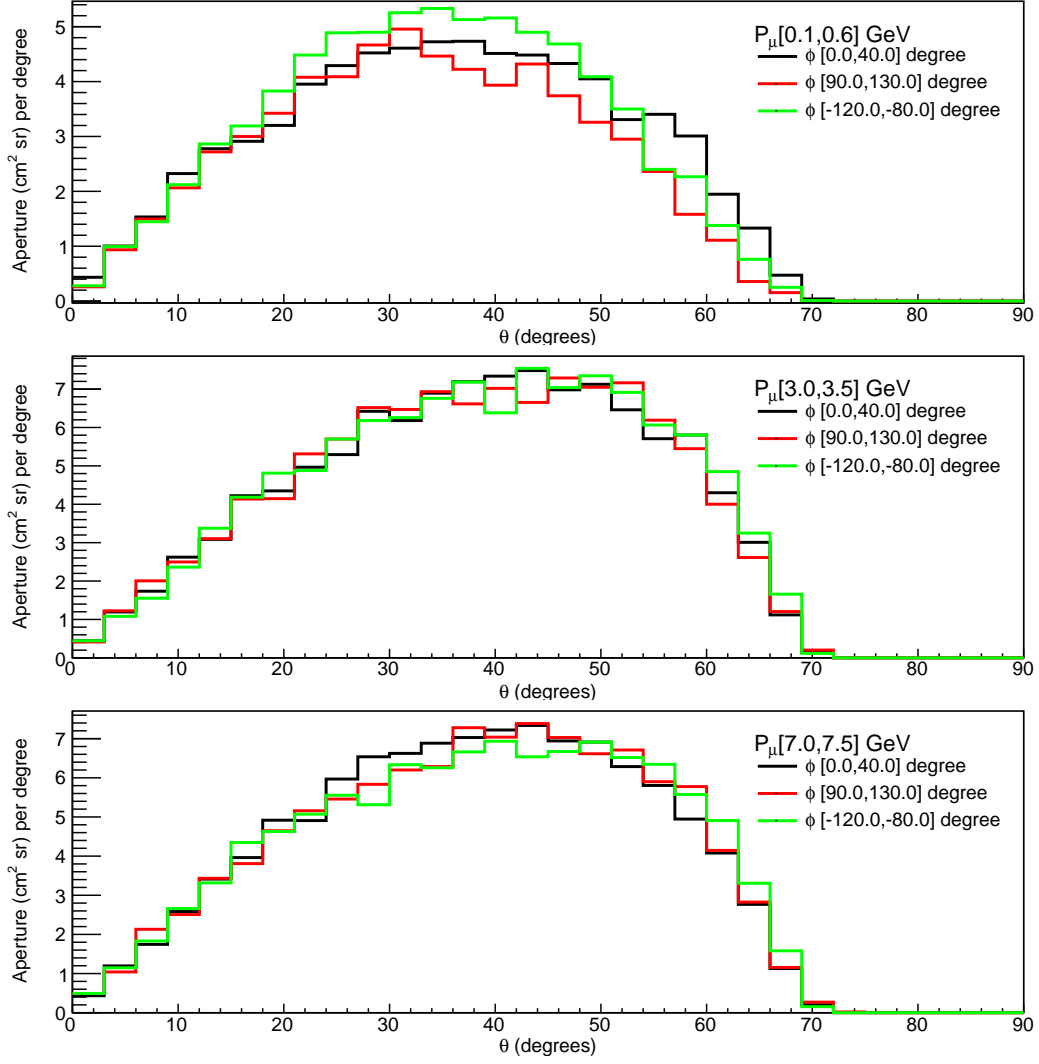 P_μ[0.1,0.6] GeV
ϕ [0.0,40.0] degree
ϕ [90.0,130.0] degree
ϕ [-120.0,-80.0] degree
Aperture (cm² sr) per degree
5
4
3
2
1
0
0 10 20 30 40 50 60 70 80 90
θ (degrees)
P_μ[3.0,3.5] GeV
ϕ [0.0,40.0] degree
ϕ [90.0,130.0] degree
ϕ [-120.0,-80.0] degree
Aperture (cm² sr) per degree
7
6
5
4
3
2
1
0
0 10 20 30 40 50 60 70 80 90
θ (degrees)
P_μ[7.0,7.5] GeV
ϕ [0.0,40.0] degree
ϕ [90.0,130.0] degree
ϕ [-120.0,-80.0] degree
Aperture (cm² sr) per degree
7
6
5
4
3
2
1
0
0 10 20 30 40 50 60 70 80 90
θ (degrees)